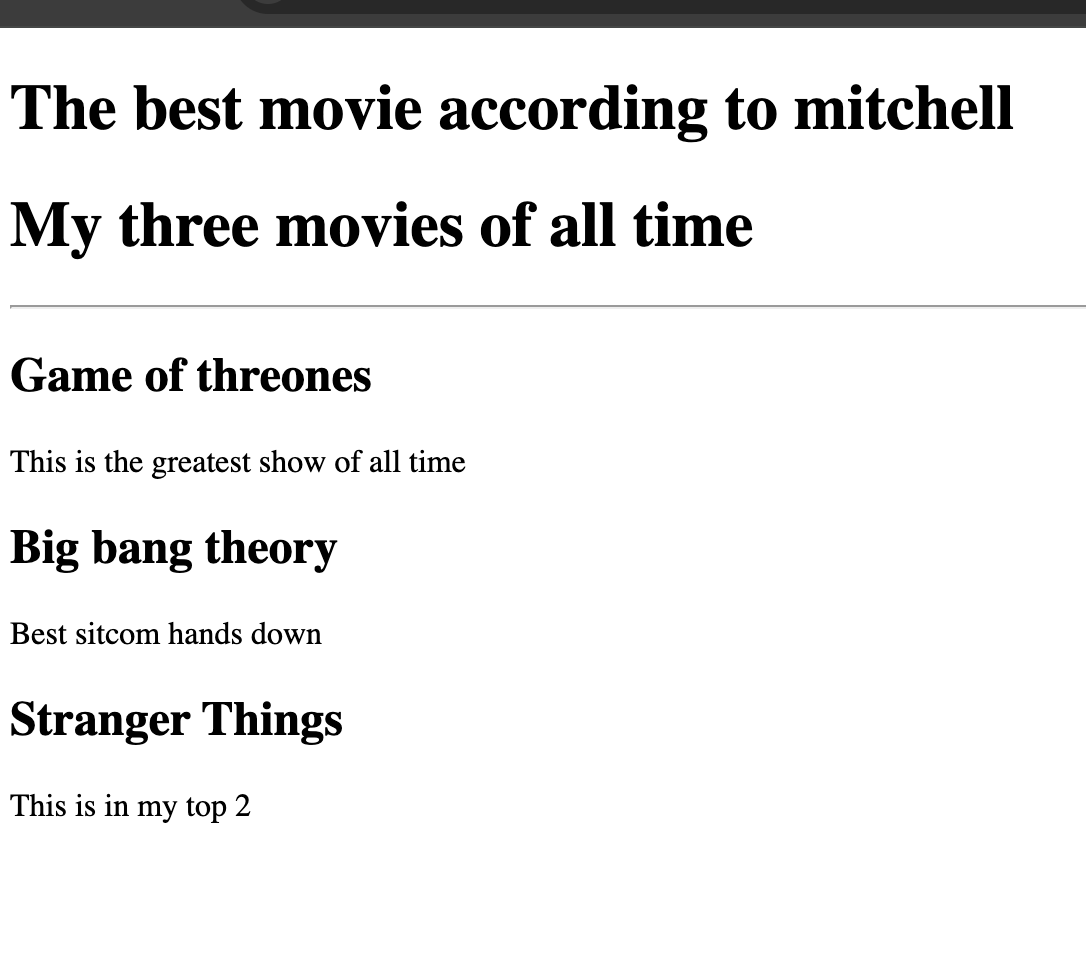 The best movie according to mitchell
My three movies of all time
Game of threones
This is the greatest show of all time
Big bang theory
Best sitcom hands down
Stranger Things
This is in my top 2